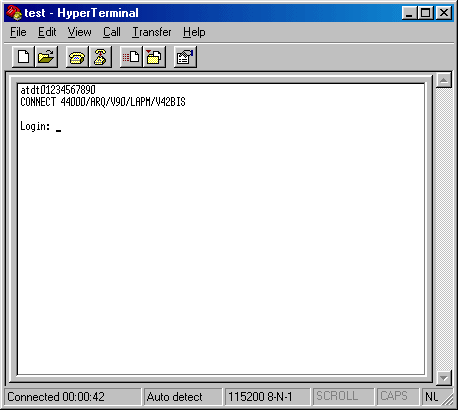 test - HyperTerminal
File Edit View Call Transfer Help
atdt01234567890
CONNECT 44000/ARQ/V90/LAPM/V42BIS
Login: _
Connected 00:00:42 Auto detect 115200 8-N-1 SCROLL CAPS NU